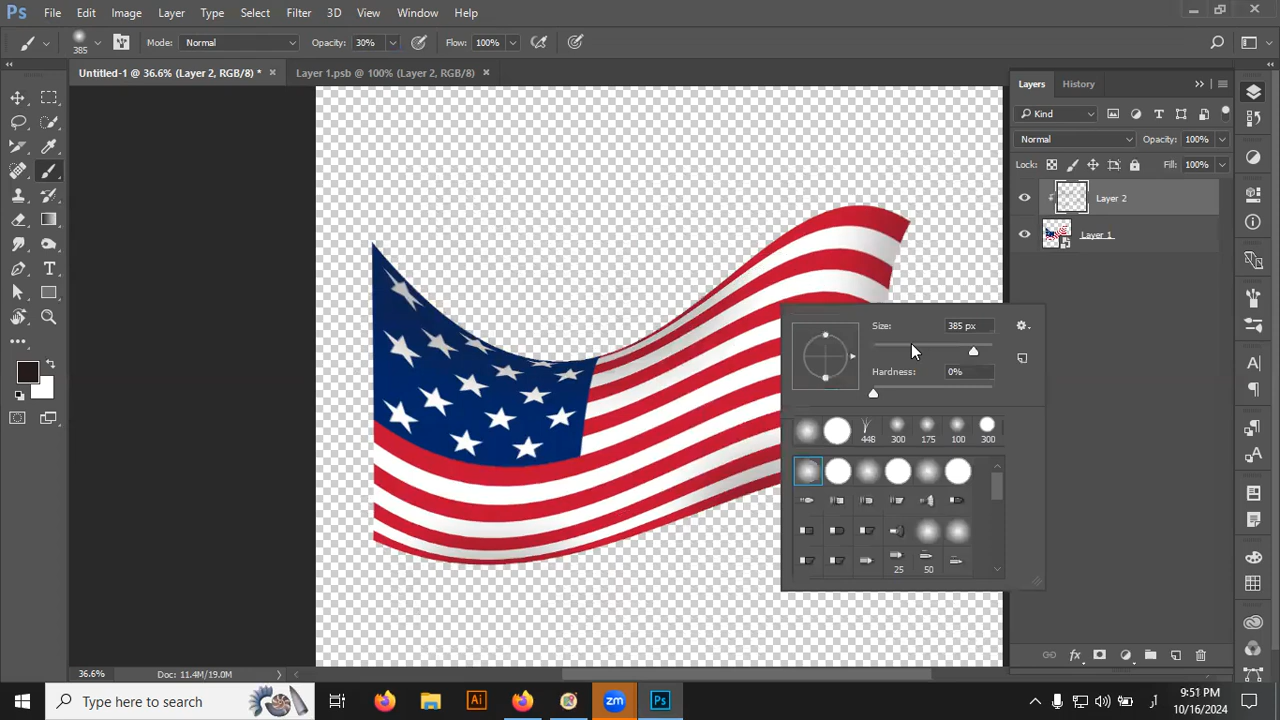 Ps File Edit Image Layer Type Select Filter 3D View Window Help
385 Mode: Normal Opacity: 30% Flow: 100%
Untitled-1 @ 36.6% (Layer 2, RGB/8) * × Layer 1.psb @ 100% (Layer 2, RGB/8) ×
Layers History
Kind
Normal Opacity: 100%
Lock: Fill: 100%
Layer 2
Layer 1
Size: 385 px
Hardness: 0%
448 300 175 100 300
25 50
36.6% Doc: 11.4M/19.0M
Type here to search
Ai zm Ps
9:51 PM
10/16/2024